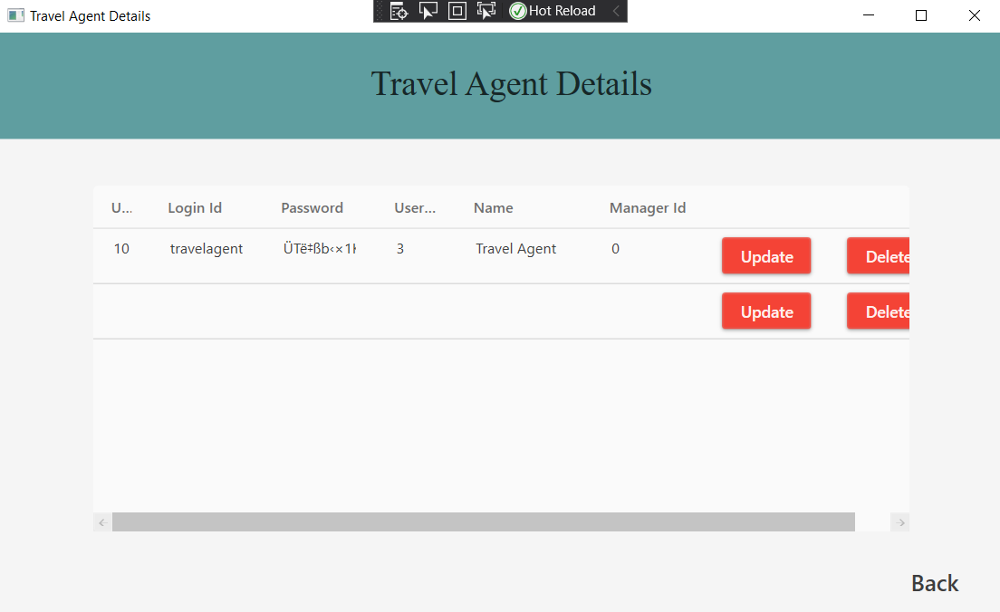 Travel Agent Details
Hot Reload
Travel Agent Details
U... Login Id Password User... Name Manager Id
10 travelagent ÜTë‡ßb‹×1 3 Travel Agent 0 Update Delete
Update Delete
Back